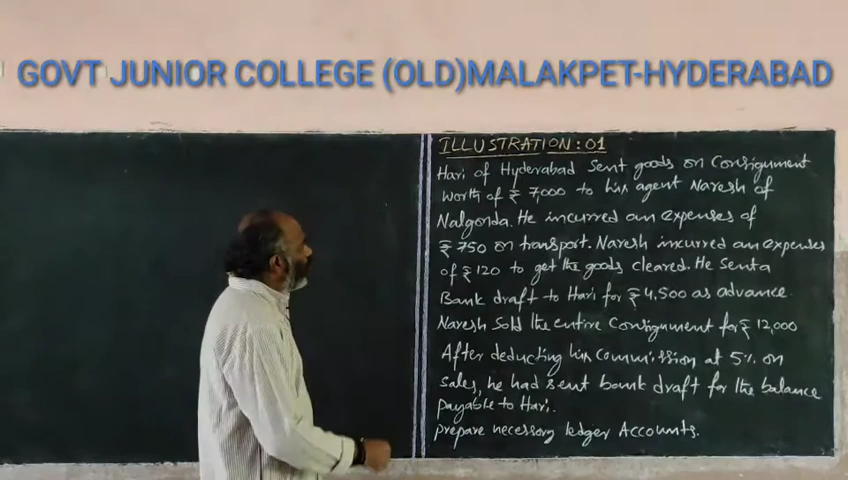 GOVT JUNIOR COLLEGE (OLD)MALAKPET-HYDERABAD
ILLUSTRATION: 01
Hari of Hyderabad Sent goods on Consignment
worth of ₹ 7,000 to his agent Naresh of
Nalgonda. He incurred an expenses of
₹ 750 on transport. Naresh incurred an expenses
of ₹ 120 to get the goods cleared. He Sent a
Bank draft to Hari for ₹ 4,500 as advance.
Naresh Sold the entire Consignment for ₹ 12,000
After deducting his commission at 5% on
Sales, he had sent bank draft for the balance
payable to Hari.
prepare necessary ledger Accounts.